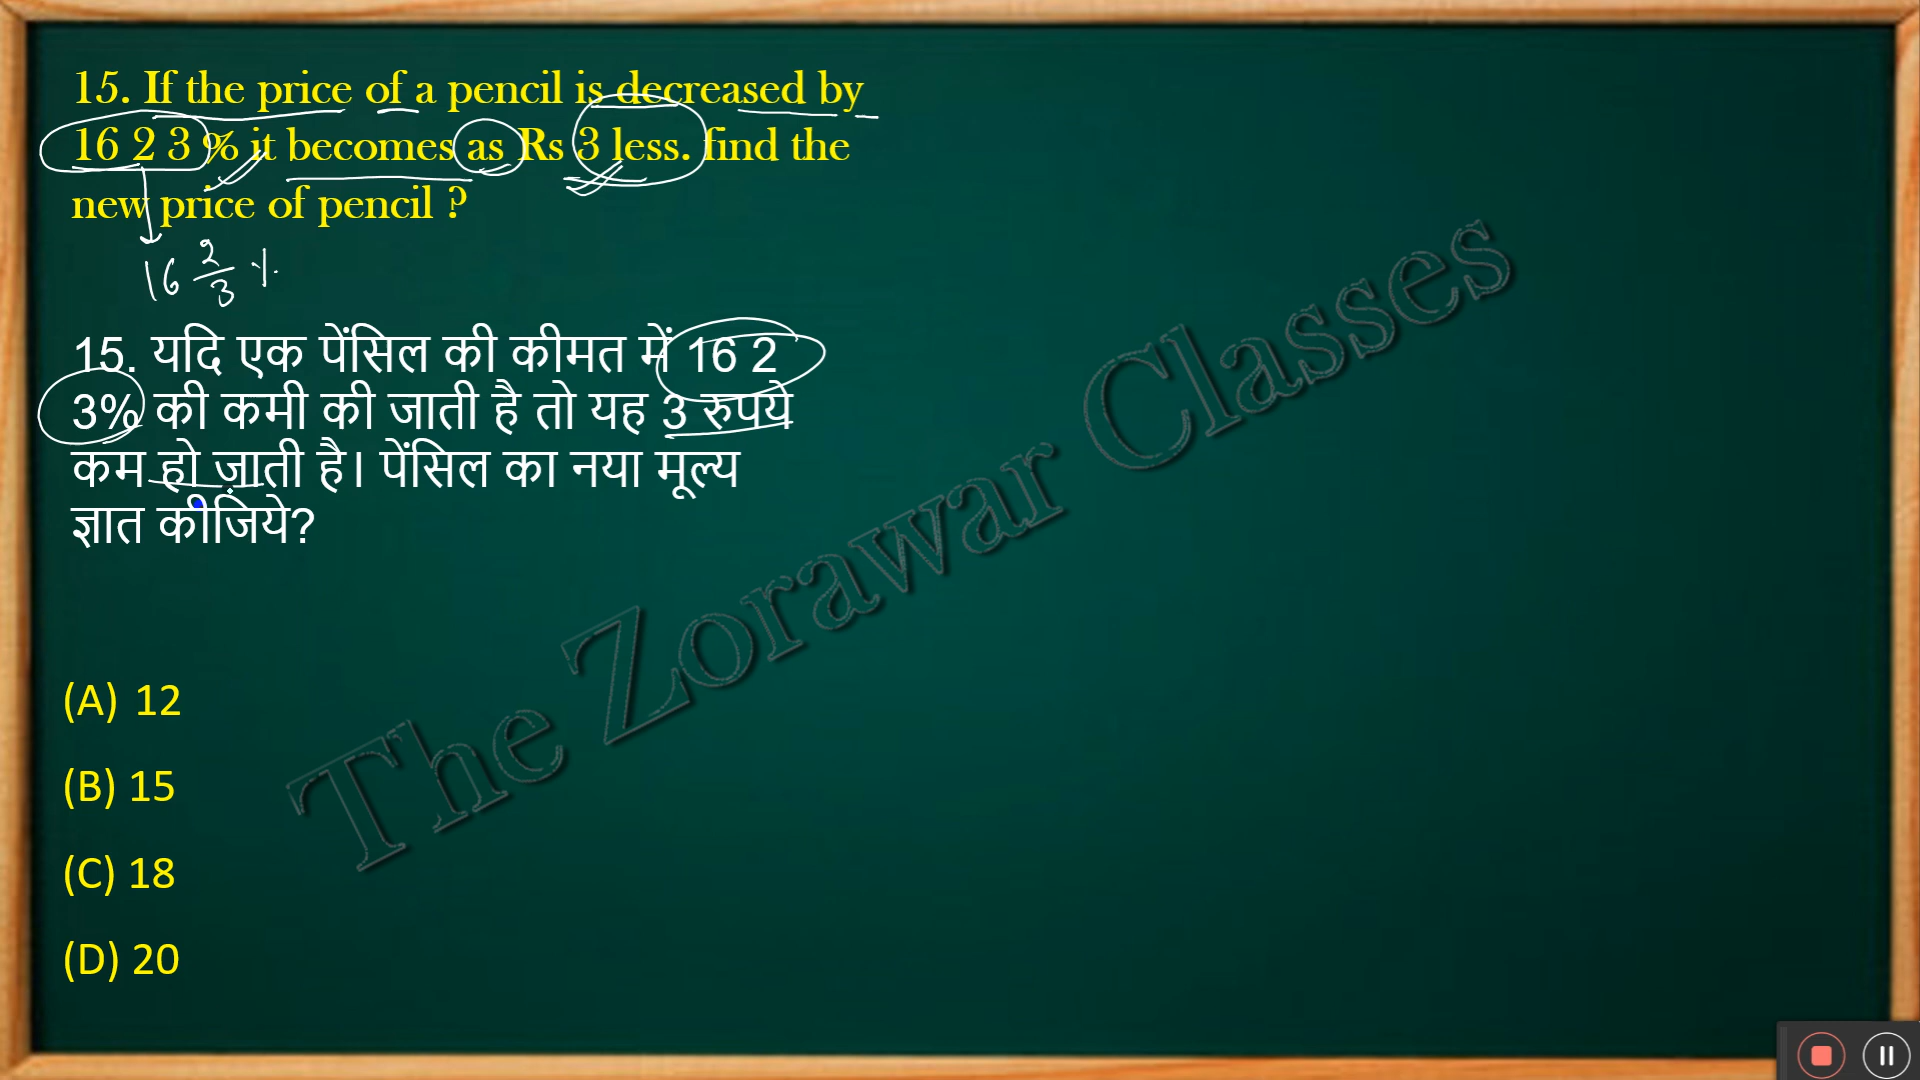 15. If the price of a pencil is decreased by
16 2 3 % it becomes as Rs 3 less. find the
new price of pencil ?
16 2/3 %
15. यदि एक पेंसिल की कीमत में 16 2
3% की कमी की जाती है तो यह 3 रुपये
कम हो जाती है। पेंसिल का नया मूल्य
ज्ञात कीजिये?
(A) 12
(B) 15
(C) 18
(D) 20
The Zorawar Classes